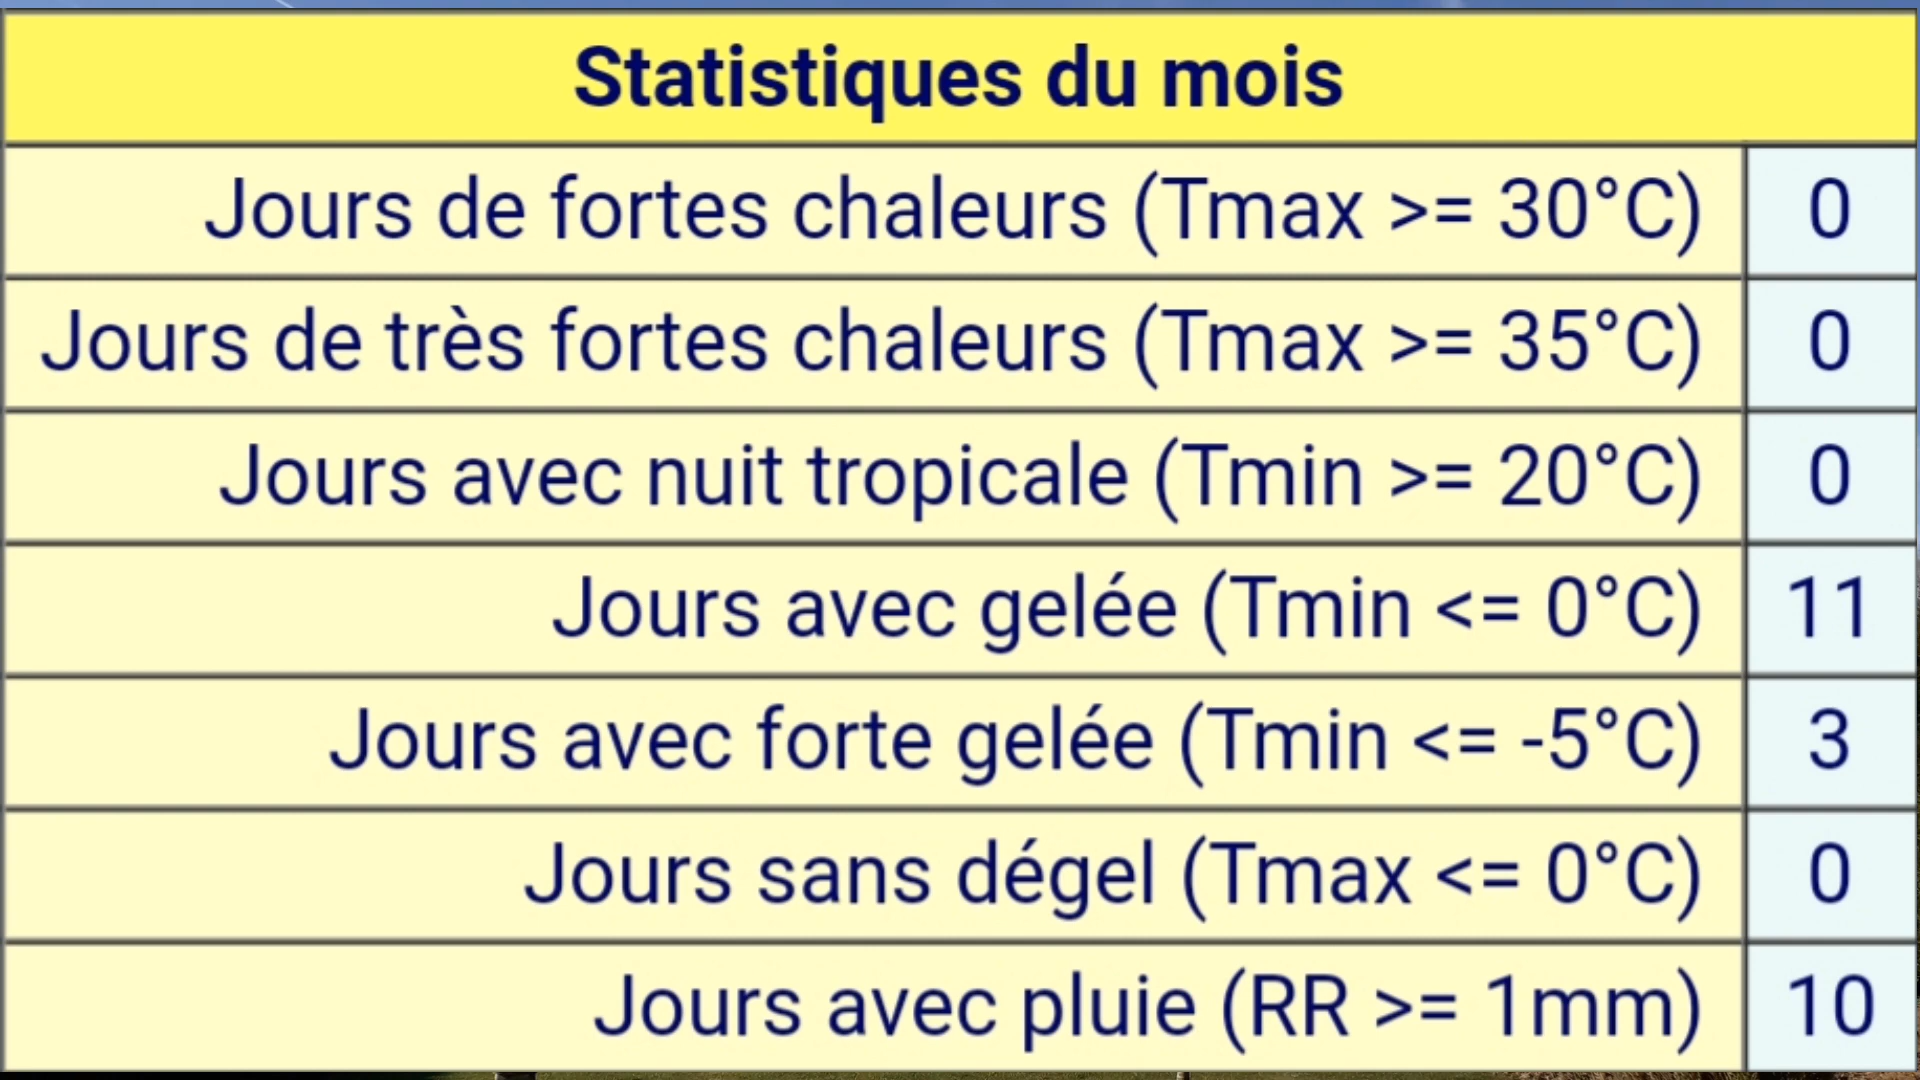 Statistiques du mois
Jours de fortes chaleurs (Tmax >= 30°C) 0
Jours de très fortes chaleurs (Tmax >= 35°C) 0
Jours avec nuit tropicale (Tmin >= 20°C) 0
Jours avec gelée (Tmin <= 0°C) 11
Jours avec forte gelée (Tmin <= -5°C) 3
Jours sans dégel (Tmax <= 0°C) 0
Jours avec pluie (RR >= 1mm) 10